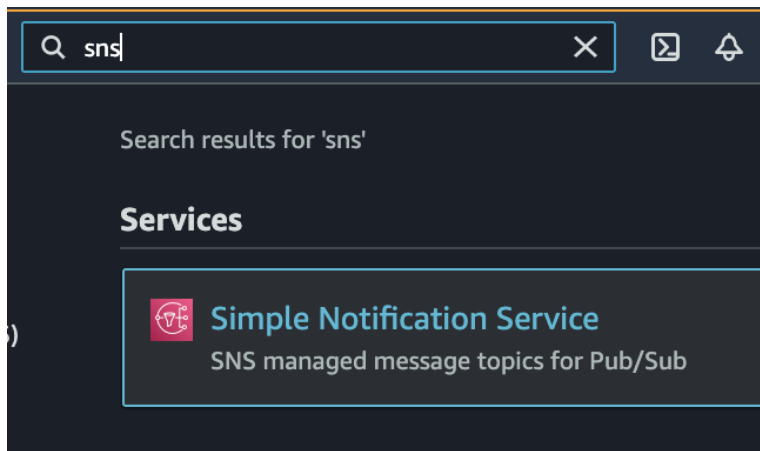 sns
Search results for 'sns'
Services
Simple Notification Service
SNS managed message topics for Pub/Sub